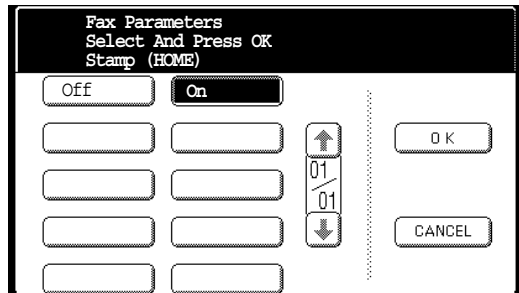 Fax Parameters
Select And Press OK
Stamp (HOME)
Off
On
01
01
OK
CANCEL